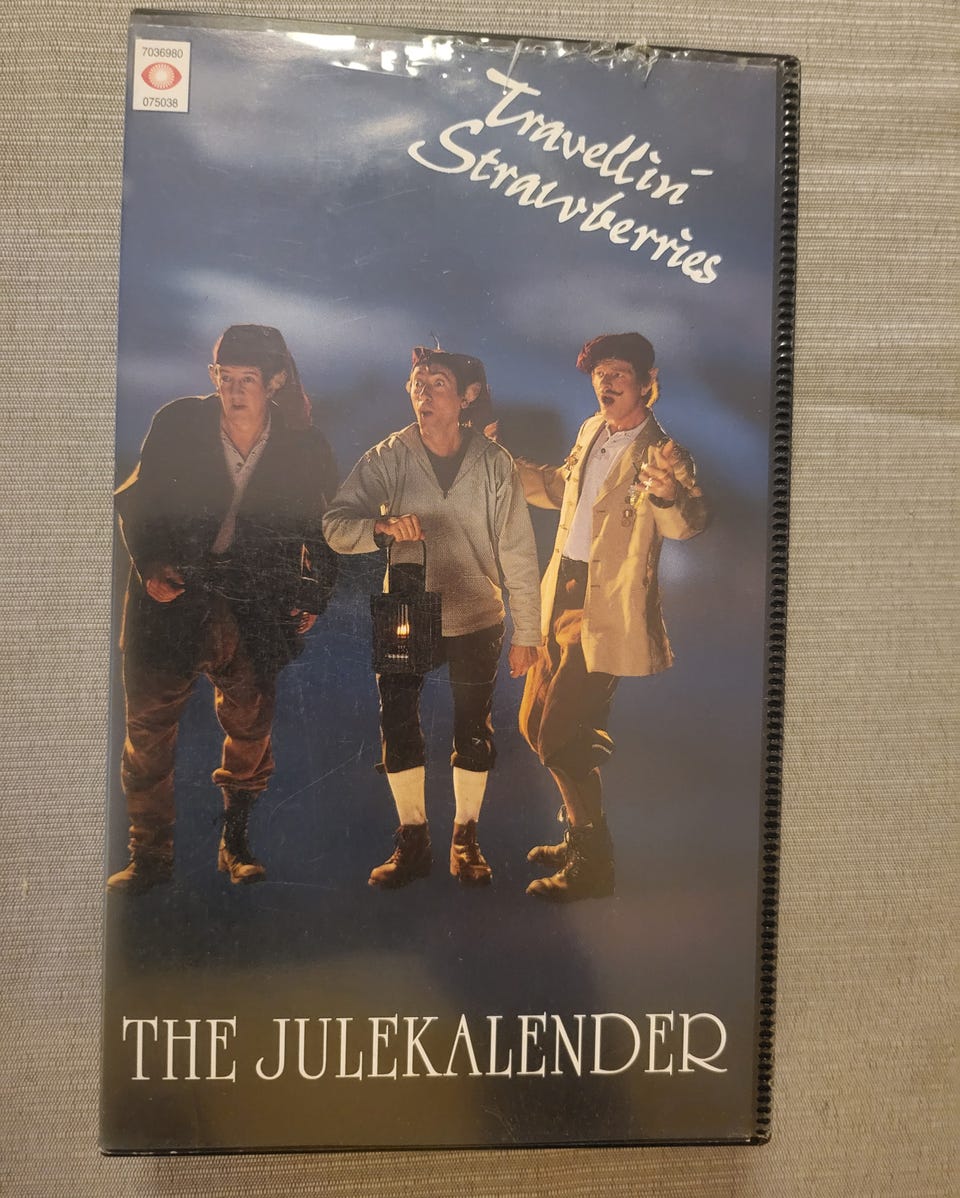 7036980
075038
Travellin'
Strawberries
THE JULEKALENDER